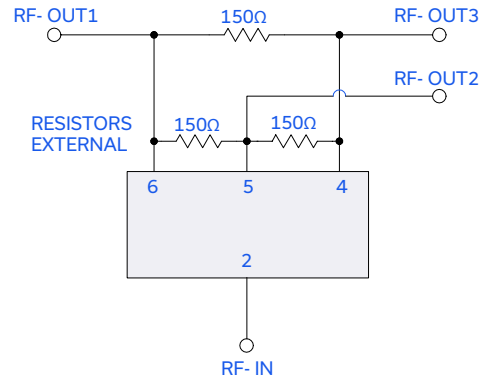 RF- OUT1
150Ω
RF- OUT3
RF- OUT2
RESISTORS
EXTERNAL
150Ω
150Ω
6
5
4
2
RF- IN